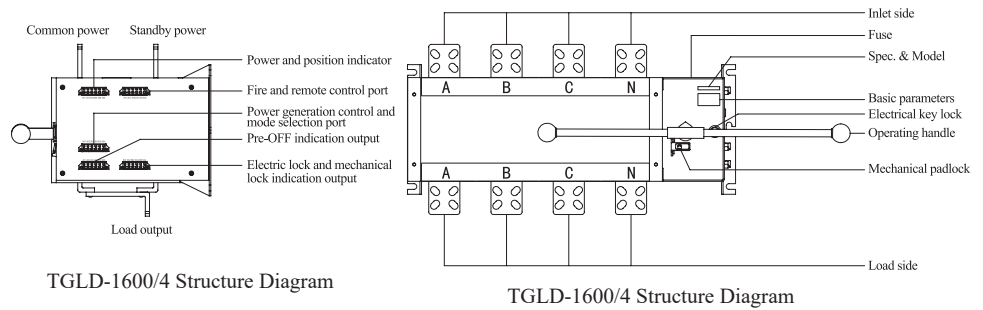 Common power
Standby power
Power and position indicator
Fire and remote control port
Power generation control and
mode selection port
Pre-OFF indication output
Electric lock and mechanical
lock indication output
Load output
TGLD-1600/4 Structure Diagram
A B C N
A B C N
Inlet side
Fuse
Spec. & Model
Basic parameters
Electrical key lock
Operating handle
Mechanical padlock
Load side
TGLD-1600/4 Structure Diagram